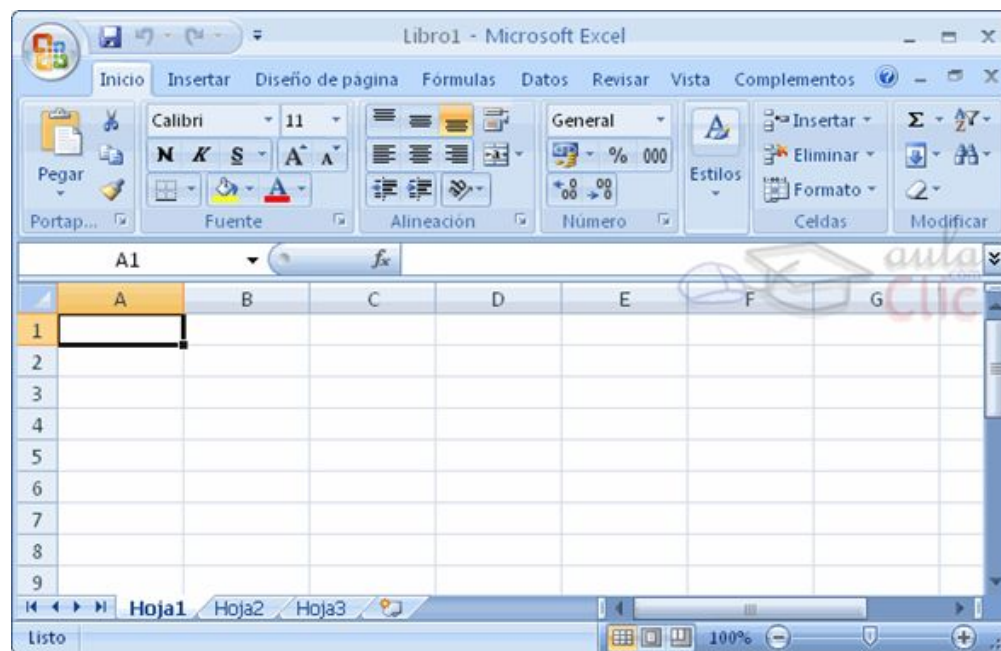 Libro1 - Microsoft Excel
Inicio Insertar Diseño de página Fórmulas Datos Revisar Vista Complementos
Calibri 11 General Insertar Σ
Pegar N K S A A % 000 Estilos Eliminar
A Formato
Portap... Fuente Alineación Número Celdas Modificar
A1 fx
aula
.com
Clic
A B C D E F G
1
2
3
4
5
6
7
8
9
Hoja1 Hoja2 Hoja3
Listo 100%